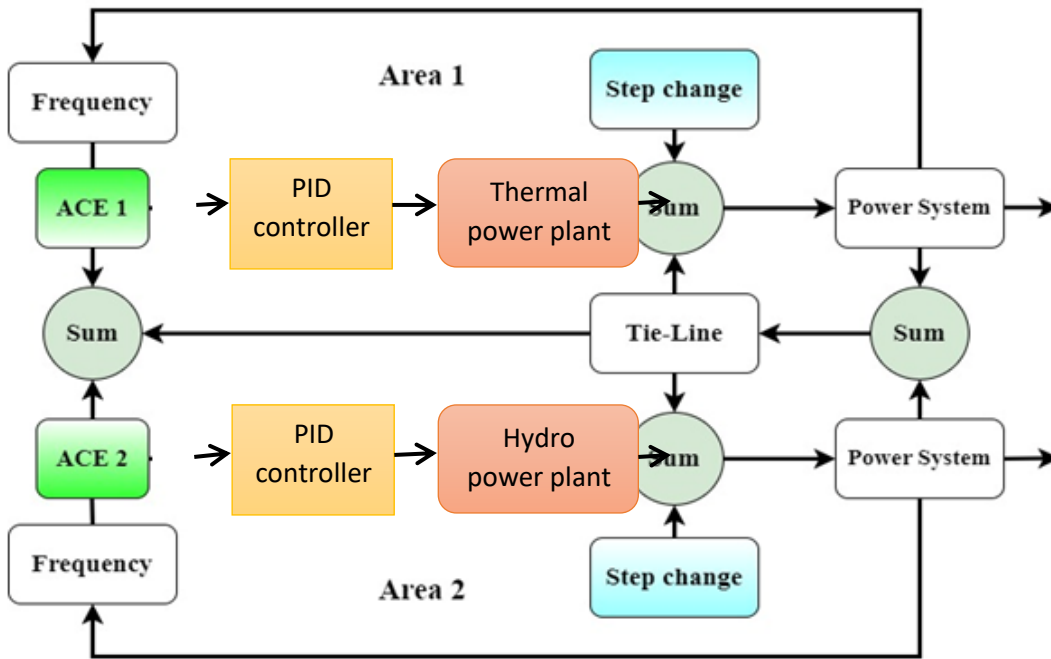 Area 1
Step change
Frequency
ACE 1
PID
controller
Thermal
power plant
Sum
Power System
Sum
Tie-Line
Sum
ACE 2
PID
controller
Hydro
power plant
Sum
Power System
Frequency
Area 2
Step change